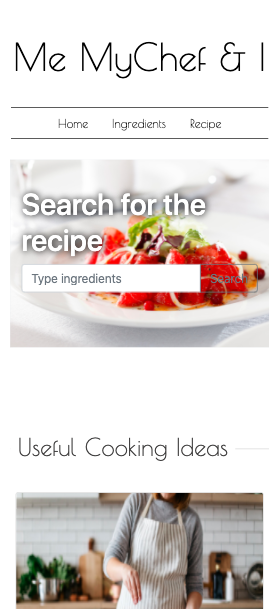 Me MyChef & I
Home Ingredients Recipe
Search for the
recipe
Type ingredients Search
Useful Cooking Ideas